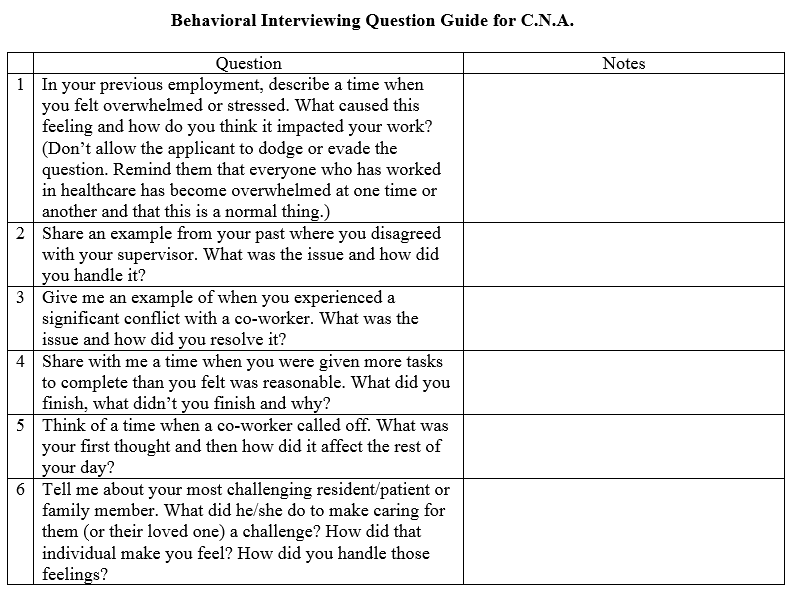 Behavioral Interviewing Question Guide for C.N.A.
Question
Notes
1 In your previous employment, describe a time when
you felt overwhelmed or stressed. What caused this
feeling and how do you think it impacted your work?
(Don’t allow the applicant to dodge or evade the
question. Remind them that everyone who has worked
in healthcare has become overwhelmed at one time or
another and that this is a normal thing.)
2 Share an example from your past where you disagreed
with your supervisor. What was the issue and how did
you handle it?
3 Give me an example of when you experienced a
significant conflict with a co-worker. What was the
issue and how did you resolve it?
4 Share with me a time when you were given more tasks
to complete than you felt was reasonable. What did you
finish, what didn’t you finish and why?
5 Think of a time when a co-worker called off. What was
your first thought and then how did it affect the rest of
your day?
6 Tell me about your most challenging resident/patient or
family member. What did he/she do to make caring for
them (or their loved one) a challenge? How did that
individual make you feel? How did you handle those
feelings?